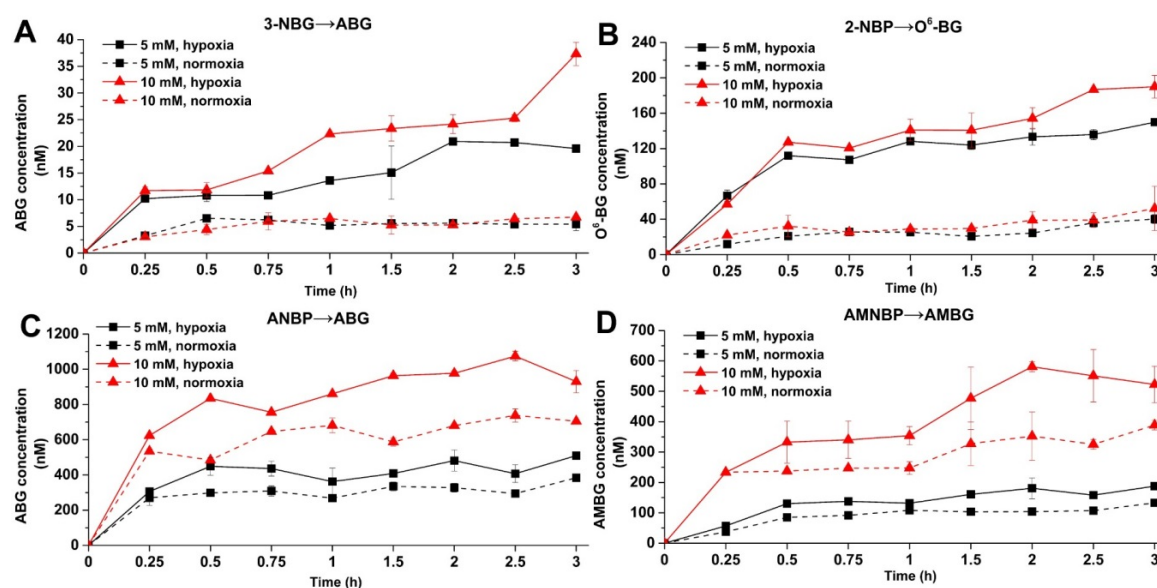 A
3-NBG→ABG
5 mM, hypoxia
5 mM, normoxia
10 mM, hypoxia
10 mM, normoxia
40
35
30
25
20
15
10
5
0
ABG concentration
(nM)
0 0.25 0.5 0.75 1 1.5 2 2.5 3
Time (h)
B
2-NBP→O⁶-BG
5 mM, hypoxia
5 mM, normoxia
10 mM, hypoxia
10 mM, normoxia
240
200
160
120
80
40
0
O⁶-BG concentration
(nM)
0 0.25 0.5 0.75 1 1.5 2 2.5 3
Time (h)
C
ANBP→ABG
5 mM, hypoxia
5 mM, normoxia
10 mM, hypoxia
10 mM, normoxia
1200
1000
800
600
400
200
0
ABG concentration
(nM)
0 0.25 0.5 0.75 1 1.5 2 2.5 3
Time (h)
D
AMNBP→AMBG
5 mM, hypoxia
5 mM, normoxia
10 mM, hypoxia
10 mM, normoxia
700
600
500
400
300
200
100
0
AMBG concentration
(nM)
0 0.25 0.5 0.75 1 1.5 2 2.5 3
Time (h)